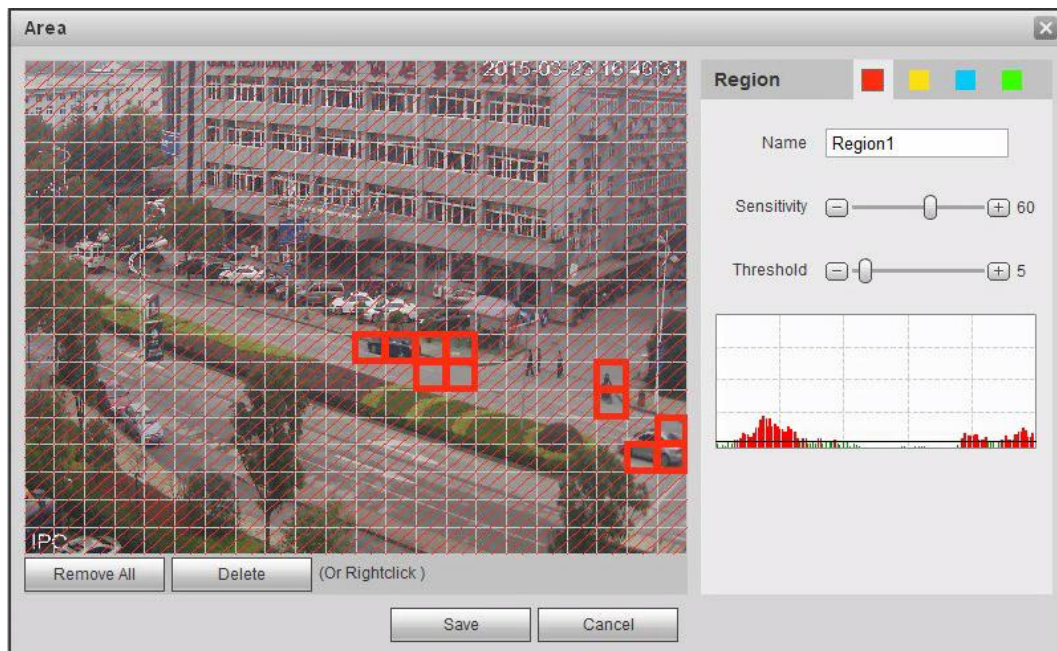 Area
2015-03-23 16:40:31
Region
Name
Region1
Sensitivity
60
Threshold
5
IPC
Remove All
Delete
(Or Rightclick )
Save
Cancel